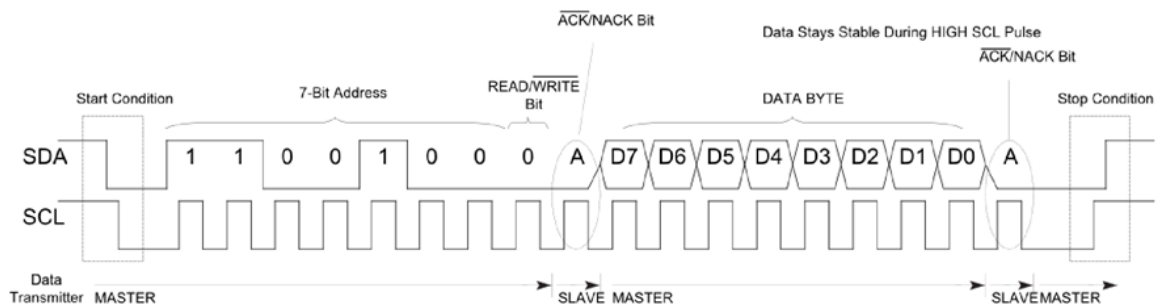 ACK/NACK Bit
Data Stays Stable During HIGH SCL Pulse
ACK/NACK Bit
READ/WRITE
Bit
Start Condition
7-Bit Address
DATA BYTE
Stop Condition
SDA 1 1 0 0 1 0 0 0 A D7 D6 D5 D4 D3 D2 D1 D0 A
SCL
Data
Transmitter MASTER SLAVE MASTER SLAVE MASTER